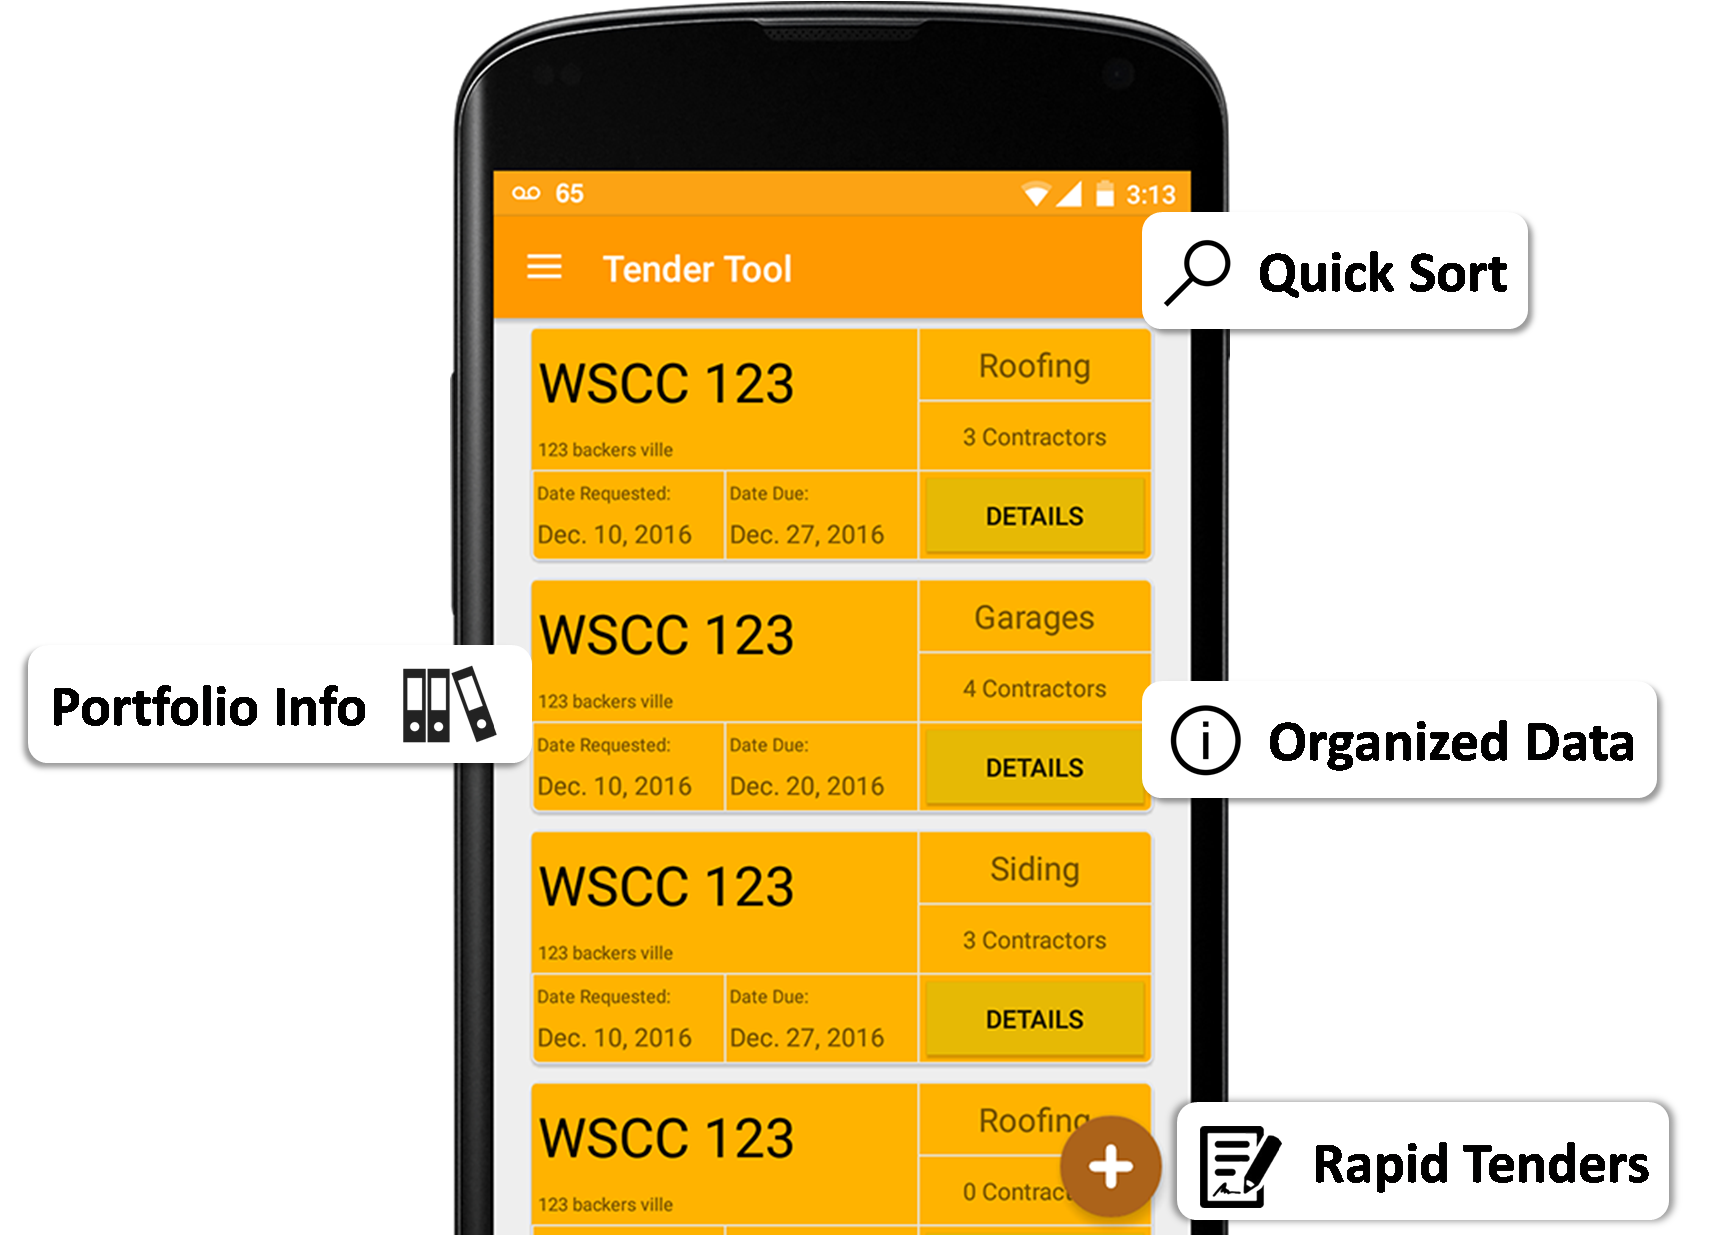 65
3:13
Tender Tool
Quick Sort
WSCC 123
Roofing
3 Contractors
123 backers ville
Date Requested:
Date Due:
Dec. 10, 2016
Dec. 27, 2016
DETAILS
WSCC 123
Garages
4 Contractors
123 backers ville
Portfolio Info
Organized Data
Date Requested:
Date Due:
Dec. 10, 2016
Dec. 20, 2016
DETAILS
WSCC 123
Siding
3 Contractors
123 backers ville
Date Requested:
Date Due:
Dec. 10, 2016
Dec. 27, 2016
DETAILS
WSCC 123
Roofing
0 Contrac
123 backers ville
Rapid Tenders